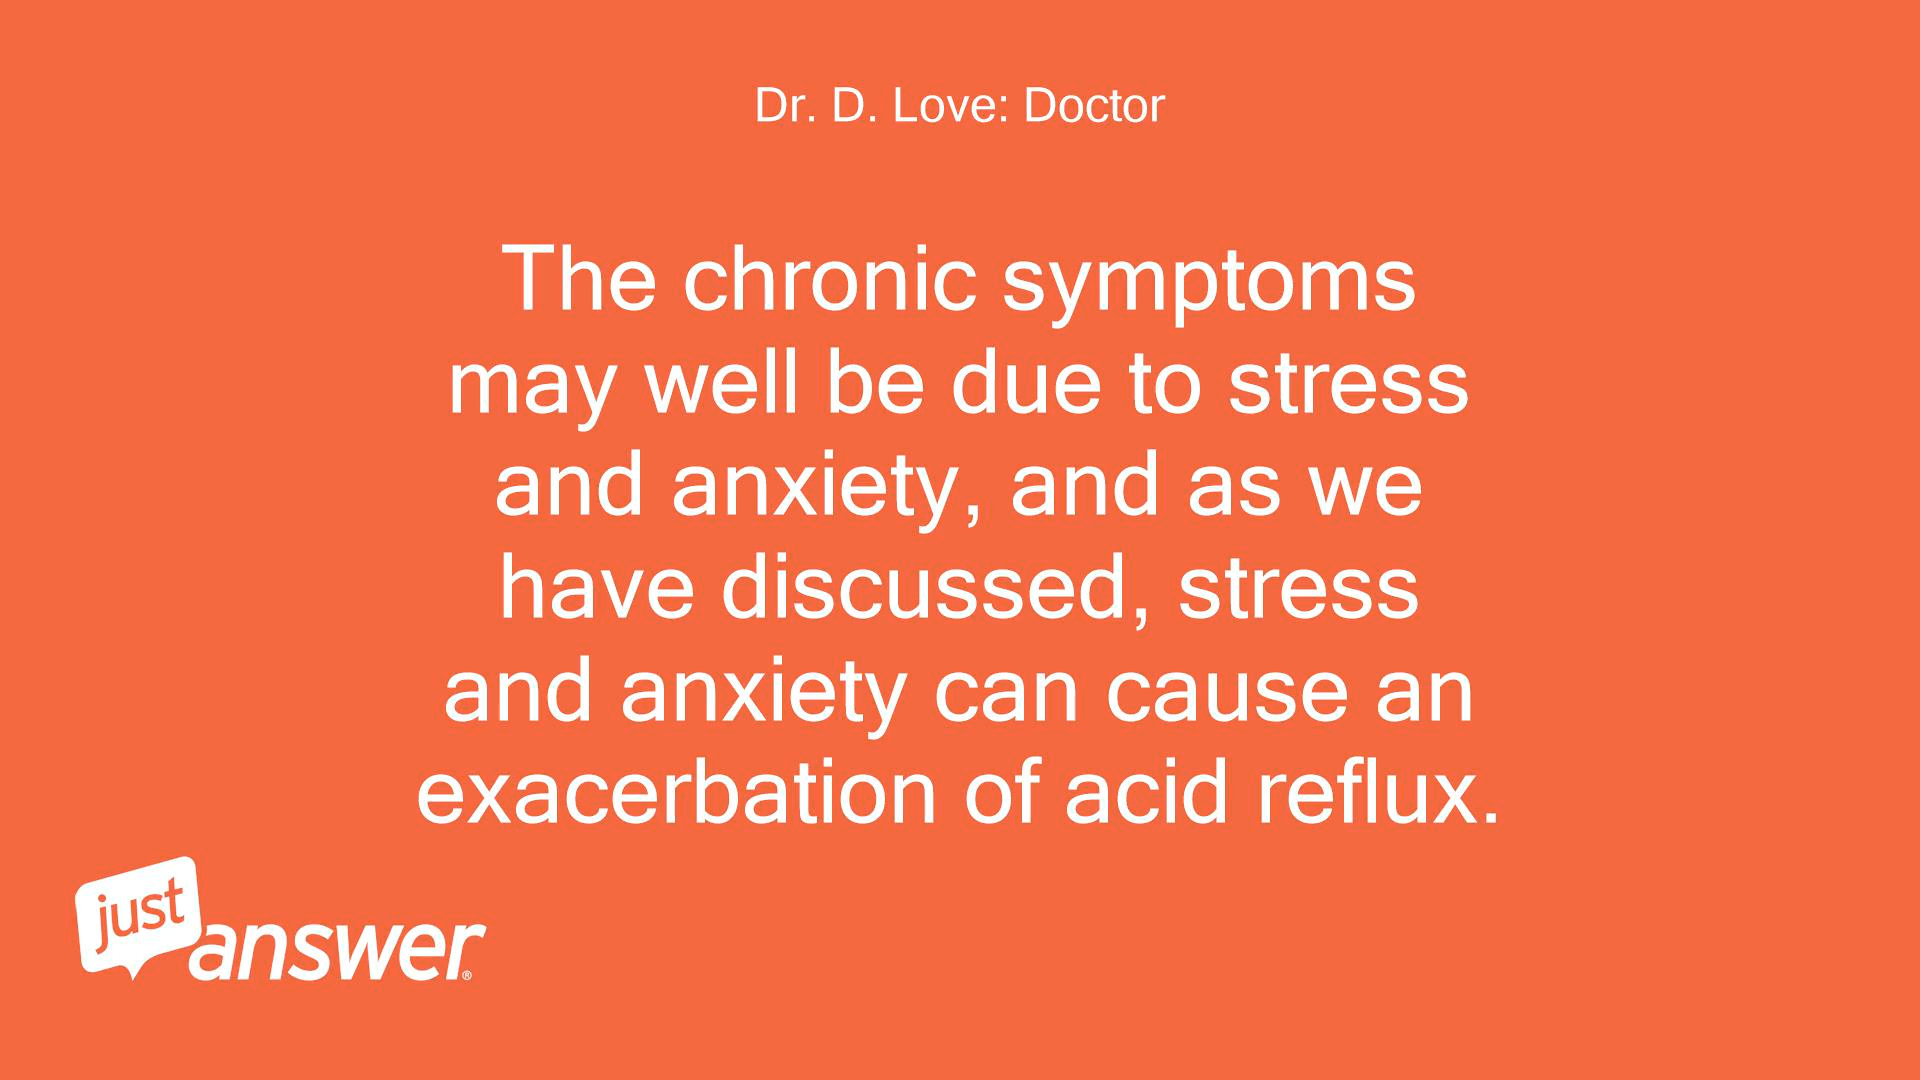 Dr. D. Love: Doctor
The chronic symptoms
may well be due to stress
and anxiety, and as we
have discussed, stress
and anxiety can cause an
exacerbation of acid reflux.
just
answer®